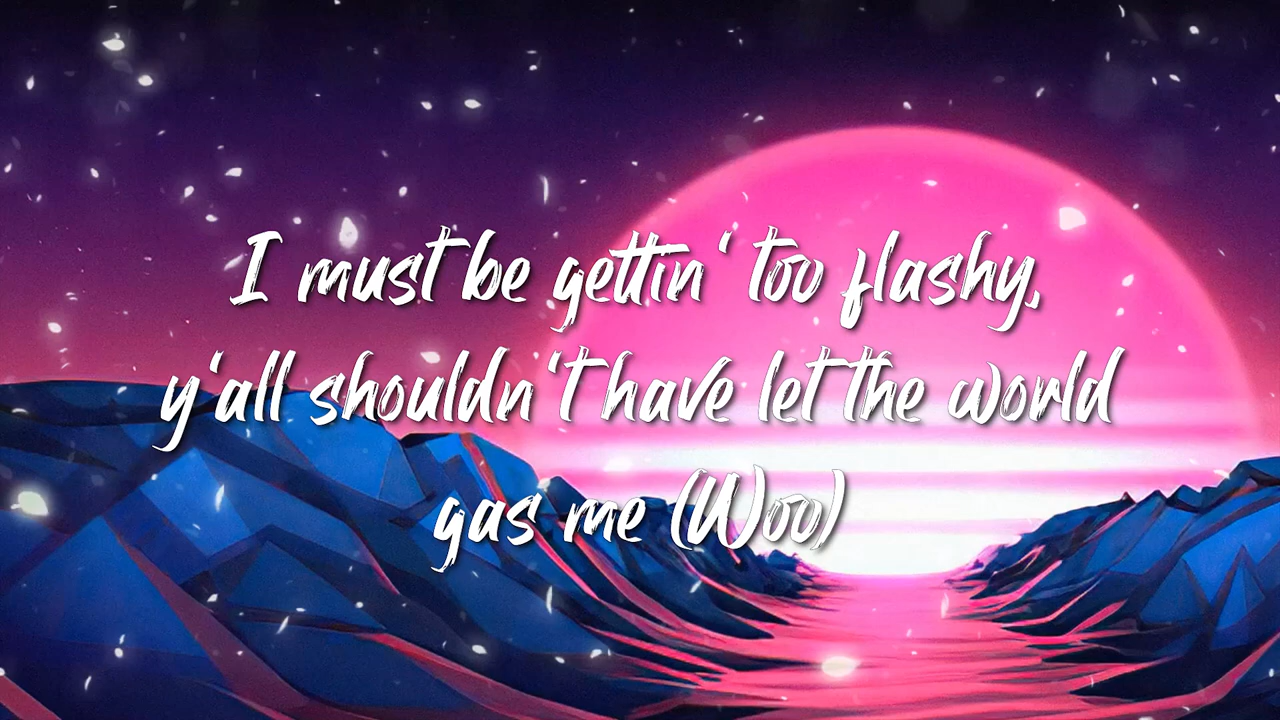 I must be gettin' too flashy,
y'all shouldn't have let the world
gas me (Woo)